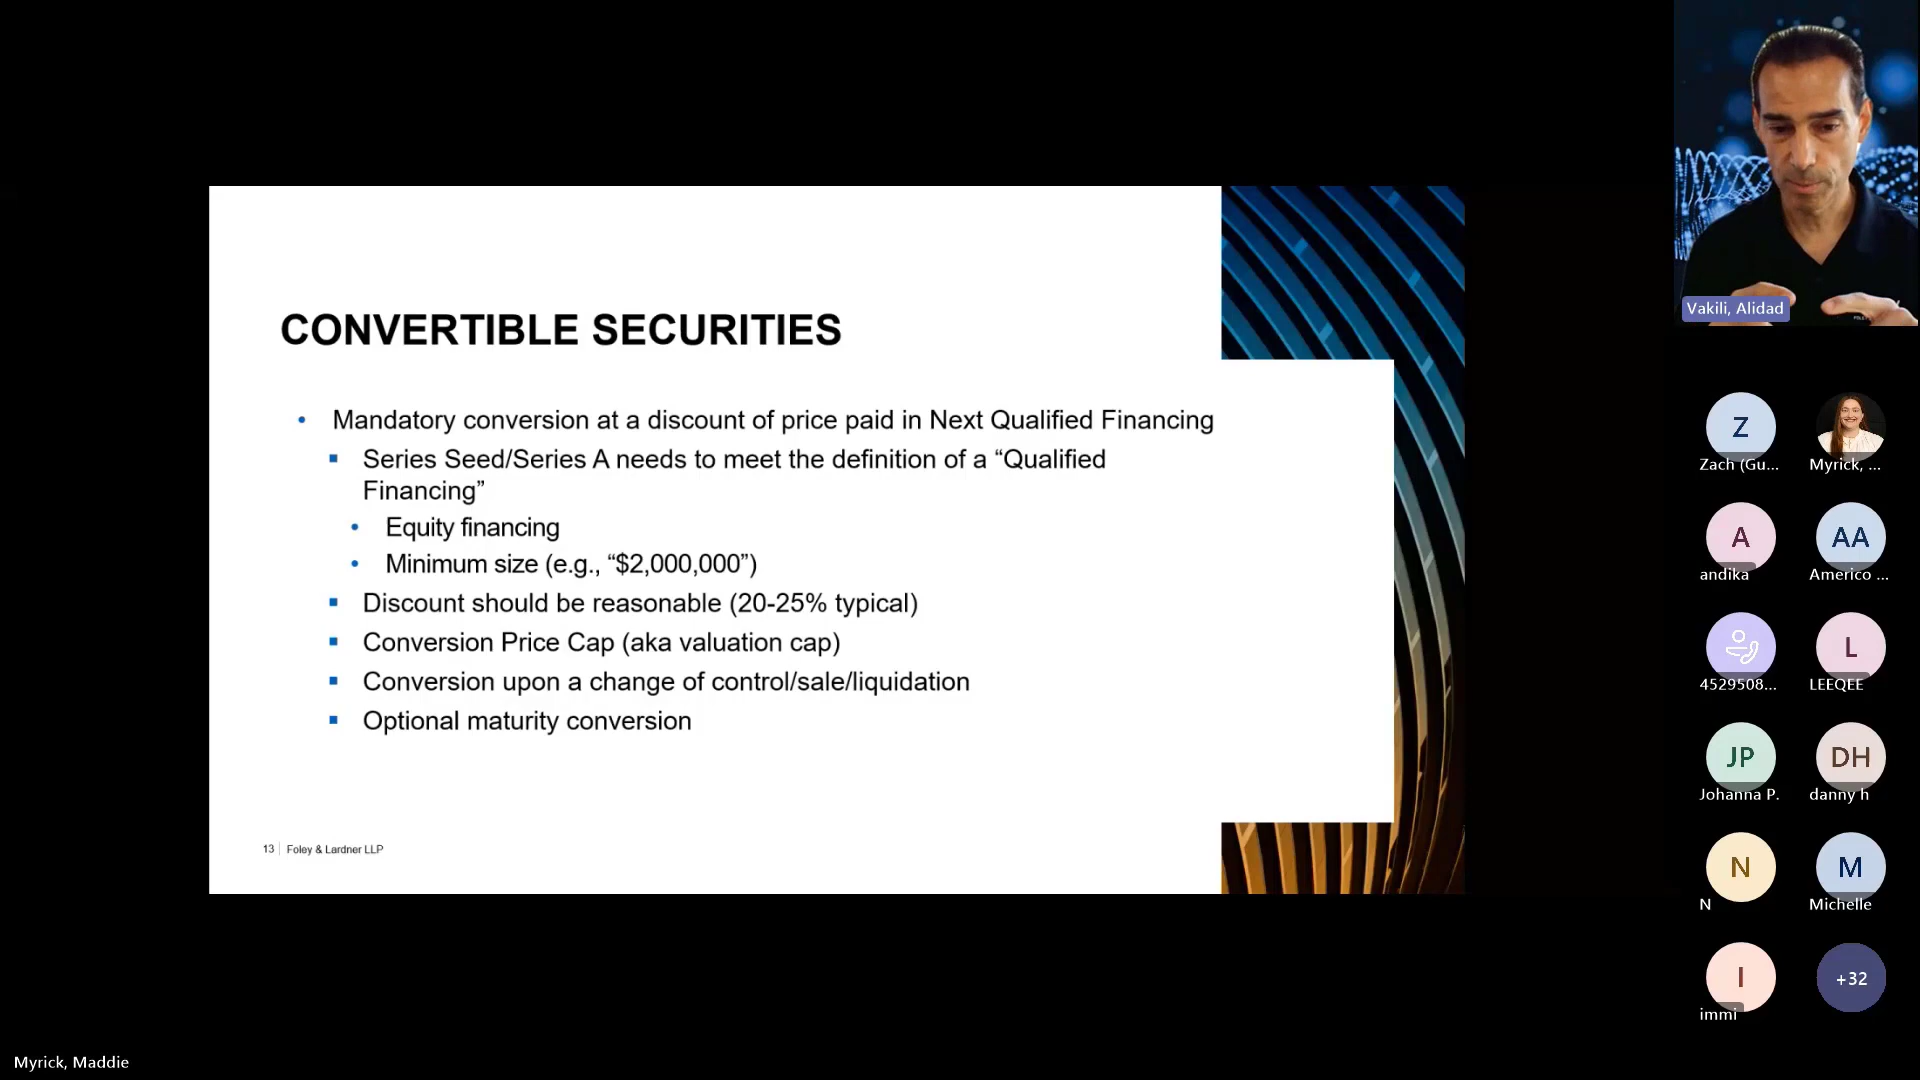 CONVERTIBLE SECURITIES
• Mandatory conversion at a discount of price paid in Next Qualified Financing
▪ Series Seed/Series A needs to meet the definition of a “Qualified
Financing”
• Equity financing
• Minimum size (e.g., “$2,000,000”)
▪ Discount should be reasonable (20-25% typical)
▪ Conversion Price Cap (aka valuation cap)
▪ Conversion upon a change of control/sale/liquidation
▪ Optional maturity conversion
13 | Foley & Lardner LLP
Vakili, Alidad
Z
Zach (Gu...
Myrick, ...
A
andika
AA
Americo ...
4529508...
L
LEEQEE
JP
Johanna P.
DH
danny h
N
N
M
Michelle
I
immi
+32
Myrick, Maddie